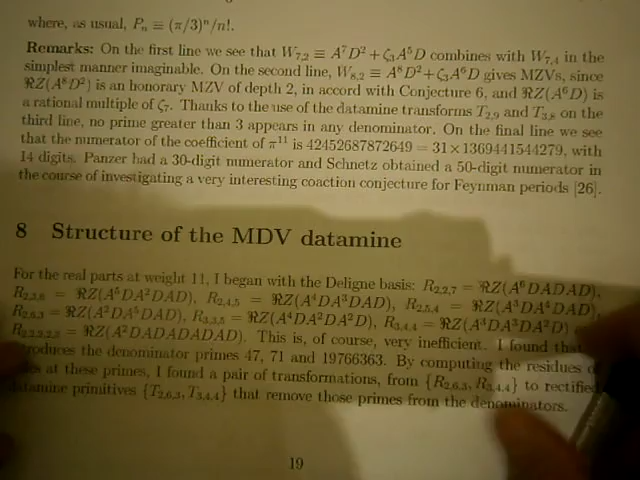 where, as usual, Pₙ ≡ (π/3)ⁿ/n!.
Remarks: On the first line we see that W₇,₂ ≡ A⁷D² + ζ₃A⁵D combines with W₇,₄ in the
simplest manner imaginable. On the second line, W₈,₂ ≡ A⁸D² + ζ₃A⁶D gives MZVs, since
ℜZ(A⁸D²) is an honorary MZV of depth 2, in accord with Conjecture 6, and ℜZ(A⁶D) is
a rational multiple of ζ₇. Thanks to the use of the datamine transforms T₂,₉ and T₃,₈ on the
third line, no prime greater than 3 appears in any denominator. On the final line we see
that the numerator of the coefficient of π¹¹ is 42452687872649 = 31 × 1369441544279, with
14 digits. Panzer had a 30-digit numerator and Schnetz obtained a 50-digit numerator in
the course of investigating a very interesting coaction conjecture for Feynman periods [26].
8 Structure of the MDV datamine
For the real parts at weight 11, I began with the Deligne basis: R₂,₂,₇ = ℜZ(A⁶DADAD),
R₂,₃,₆ = ℜZ(A⁵DA²DAD), R₂,₄,₅ = ℜZ(A⁴DA³DAD), R₂,₅,₄ = ℜZ(A³DA⁴DAD),
R₂,₆,₃ = ℜZ(A²DA⁵DAD), R₃,₃,₅ = ℜZ(A⁴DA²DA²D), R₃,₄,₄ = ℜZ(A³DA³DA²D)
R₂,₂,₂,₂,₃ = ℜZ(A²DADADADAD). This is, of course, very inefficient. I found that
the denominator primes 47, 71 and 19766363. By computing the residues
at these primes, I found a pair of transformations, from {R₂,₆,₃, R₃,₄,₄} to rectified
primitives {T₂,₆,₃, T₃,₄,₄} that remove those primes from the denominators.
19